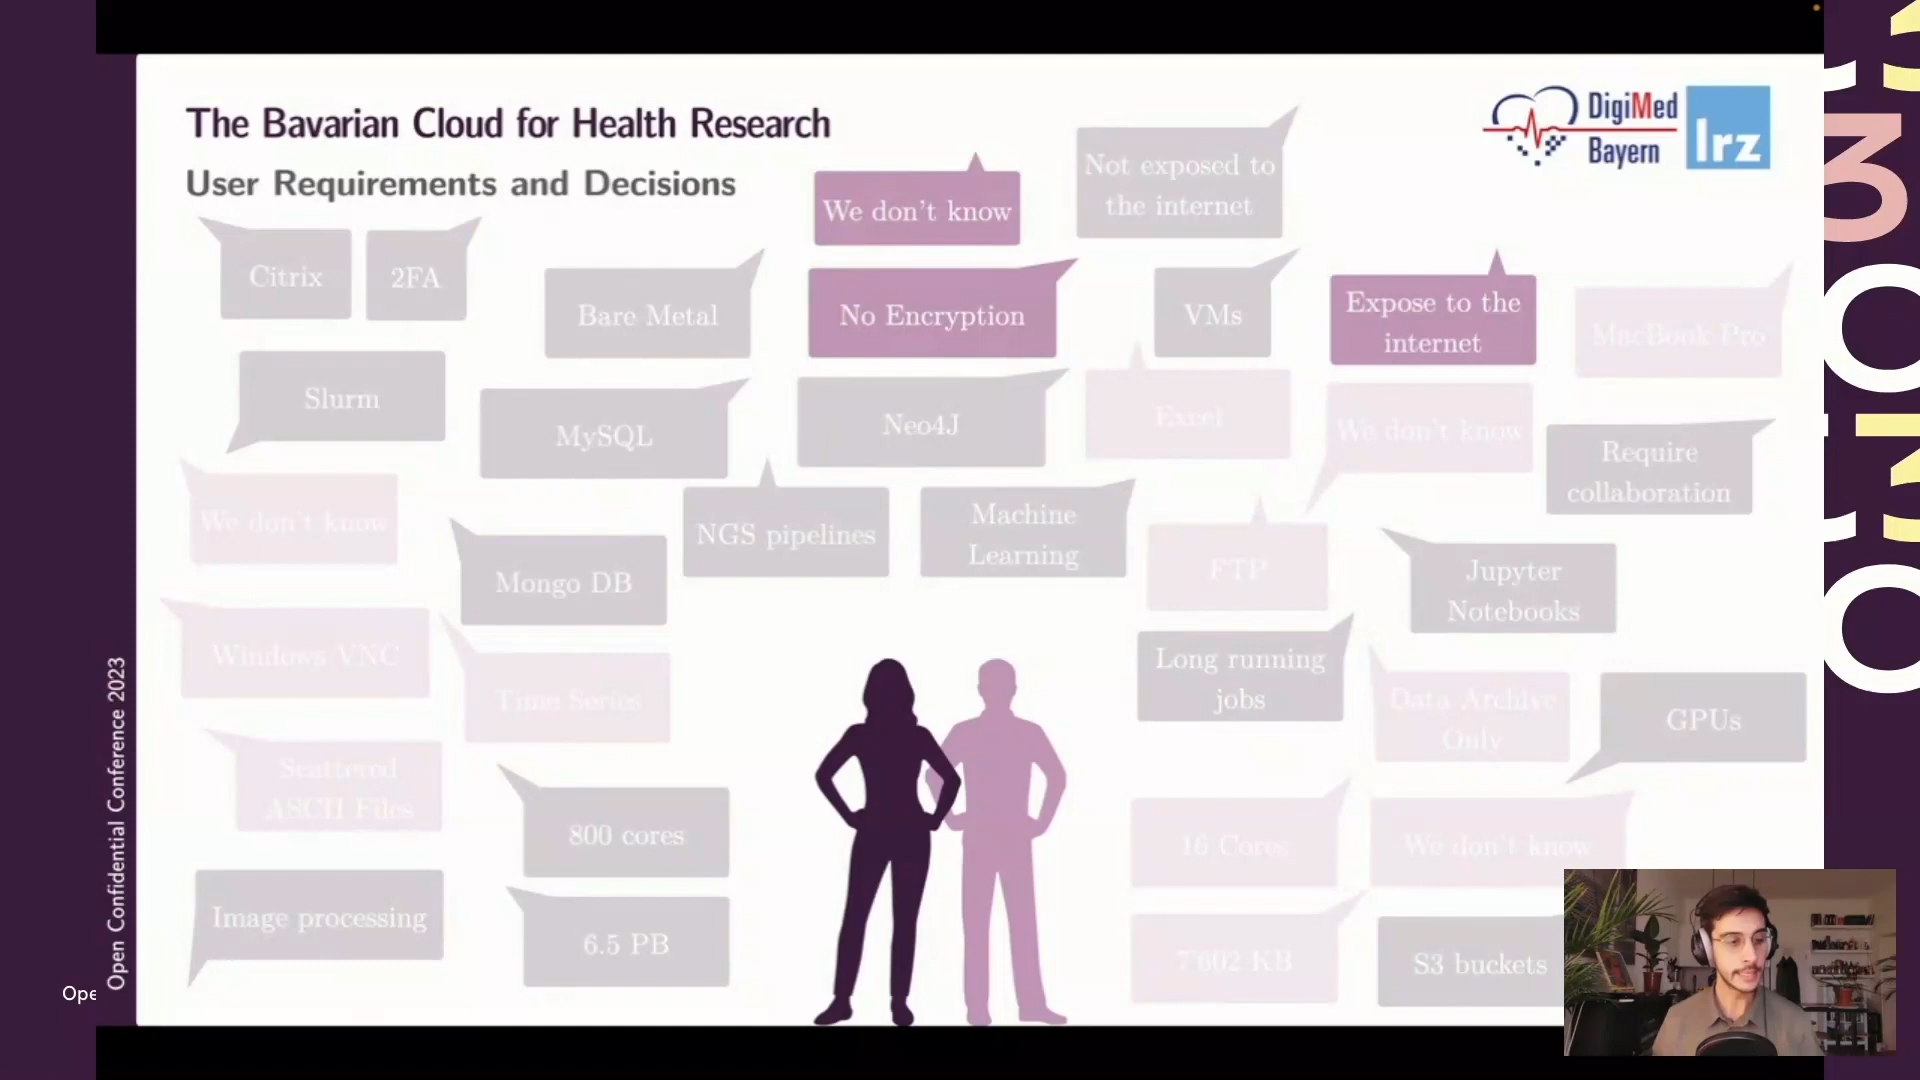 The Bavarian Cloud for Health Research
User Requirements and Decisions
DigiMed
Bayern
lrz
We don't know
Not exposed to
the internet
Citrix
2FA
Bare Metal
No Encryption
VMs
Expose to the
internet
MacBook Pro
Slurm
MySQL
Neo4J
Excel
We don't know
Require
collaboration
We don't know
Mongo DB
NGS pipelines
Machine
Learning
FTP
Jupyter
Notebooks
Windows VNC
Time Series
Long running
jobs
Data Archive
Only
GPUs
Scattered
ASCII Files
800 cores
16 Cores
We don't know
Image processing
6.5 PB
7'602 KB
S3 buckets
Open Confidential Conference 2023
Ope